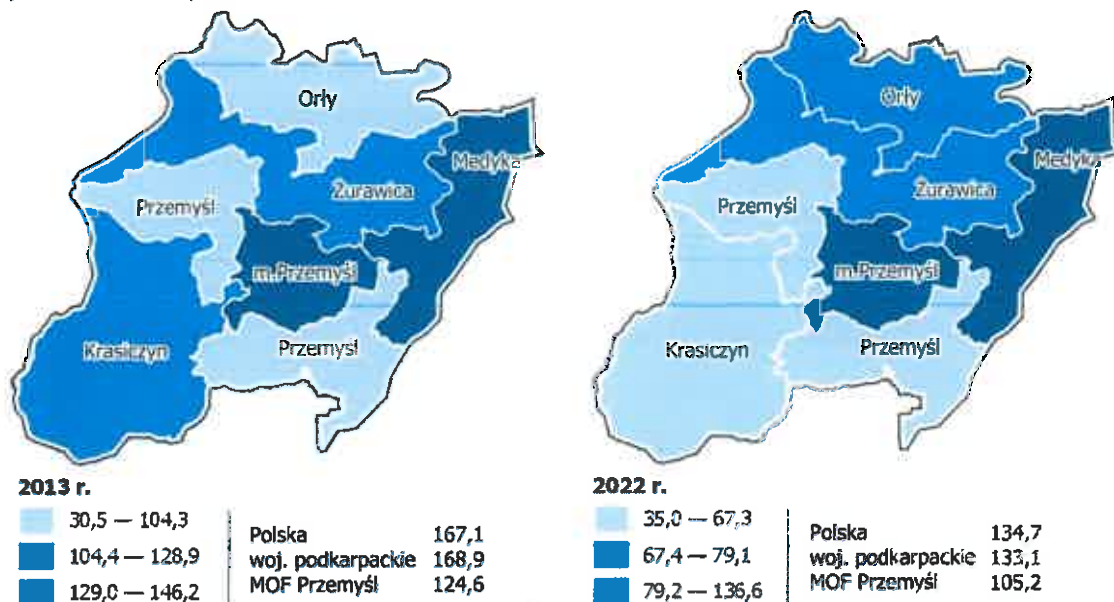 Orły
Medyka
Żurawica
Przemyśl
m.Przemyśl
Krasiczyn
Przemyśl
2013 r.
30,5 — 104,3
104,4 — 128,9
129,0 — 146,2
Polska 167,1
woj. podkarpackie 168,9
MOF Przemyśl 124,6
Orły
Medyka
Żurawica
Przemyśl
m.Przemyśl
Krasiczyn
Przemyśl
2022 r.
35,0 — 67,3
67,4 — 79,1
79,2 — 136,6
Polska 134,7
woj. podkarpackie 133,1
MOF Przemyśl 105,2